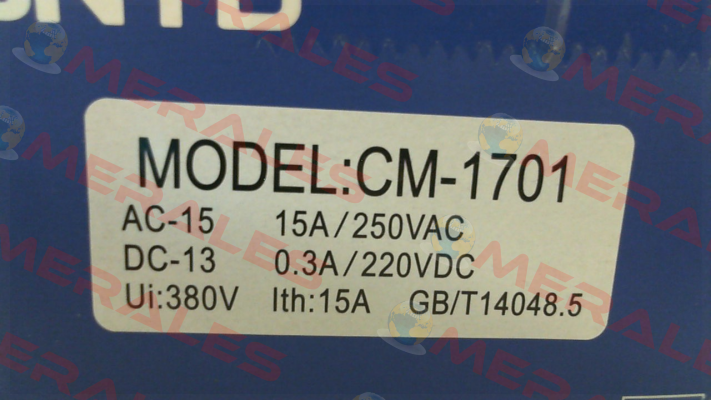 MODEL:CM-1701
AC-15 15A/250VAC
DC-13 0.3A/220VDC
Ui:380V Ith:15A GB/T14048.5
MERALES